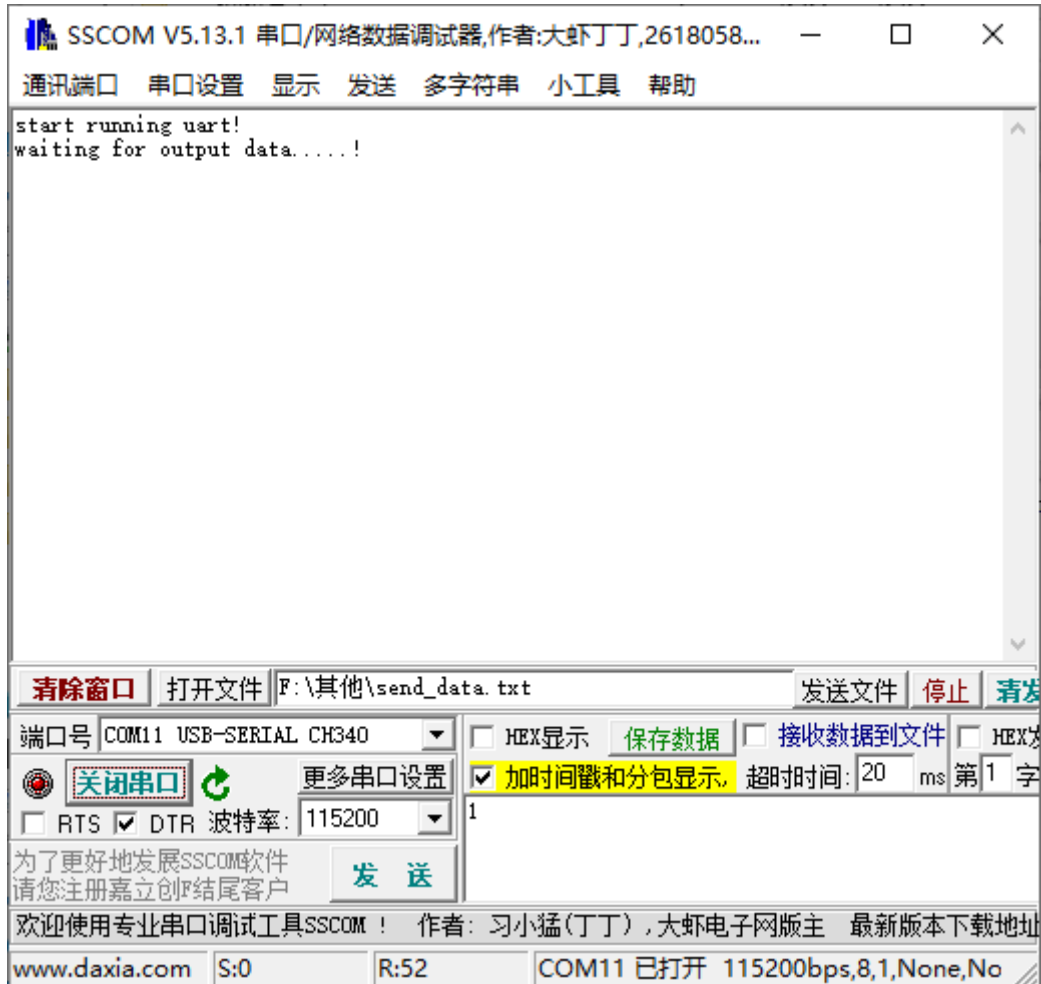 SSCOM V5.13.1 串口/网络数据调试器,作者:大虾丁丁,2618058...
通讯端口 串口设置 显示 发送 多字符串 小工具 帮助
start running uart!
waiting for output data.....!
清除窗口 打开文件 F:\其他\send_data.txt 发送文件 停止 清发
端口号 COM11 USB-SERIAL CH340 HEX显示 保存数据 接收数据到文件 HEX发
关闭串口 更多串口设置 加时间戳和分包显示, 超时时间: 20 ms 第 1 字
RTS DTR 波特率: 115200 1
为了更好地发展SSCOM软件
请您注册嘉立创F结尾客户
发 送
欢迎使用专业串口调试工具SSCOM ! 作者: 习小猛(丁丁),大虾电子网版主 最新版本下载地址
www.daxia.com S:0 R:52 COM11 已打开 115200bps,8,1,None,No